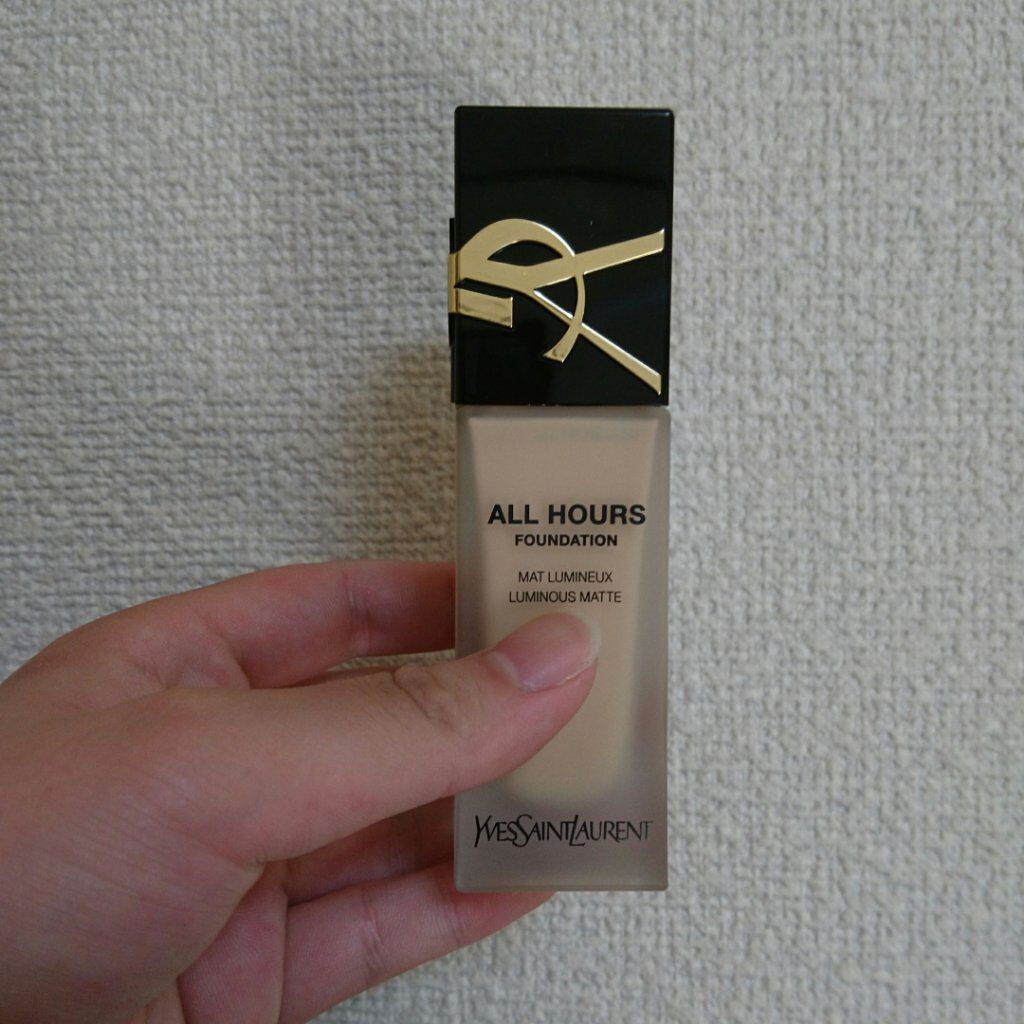 ALL HOURS
FOUNDATION
MAT LUMINEUX
LUMINOUS MATTE
YVESSAINTLAURENT